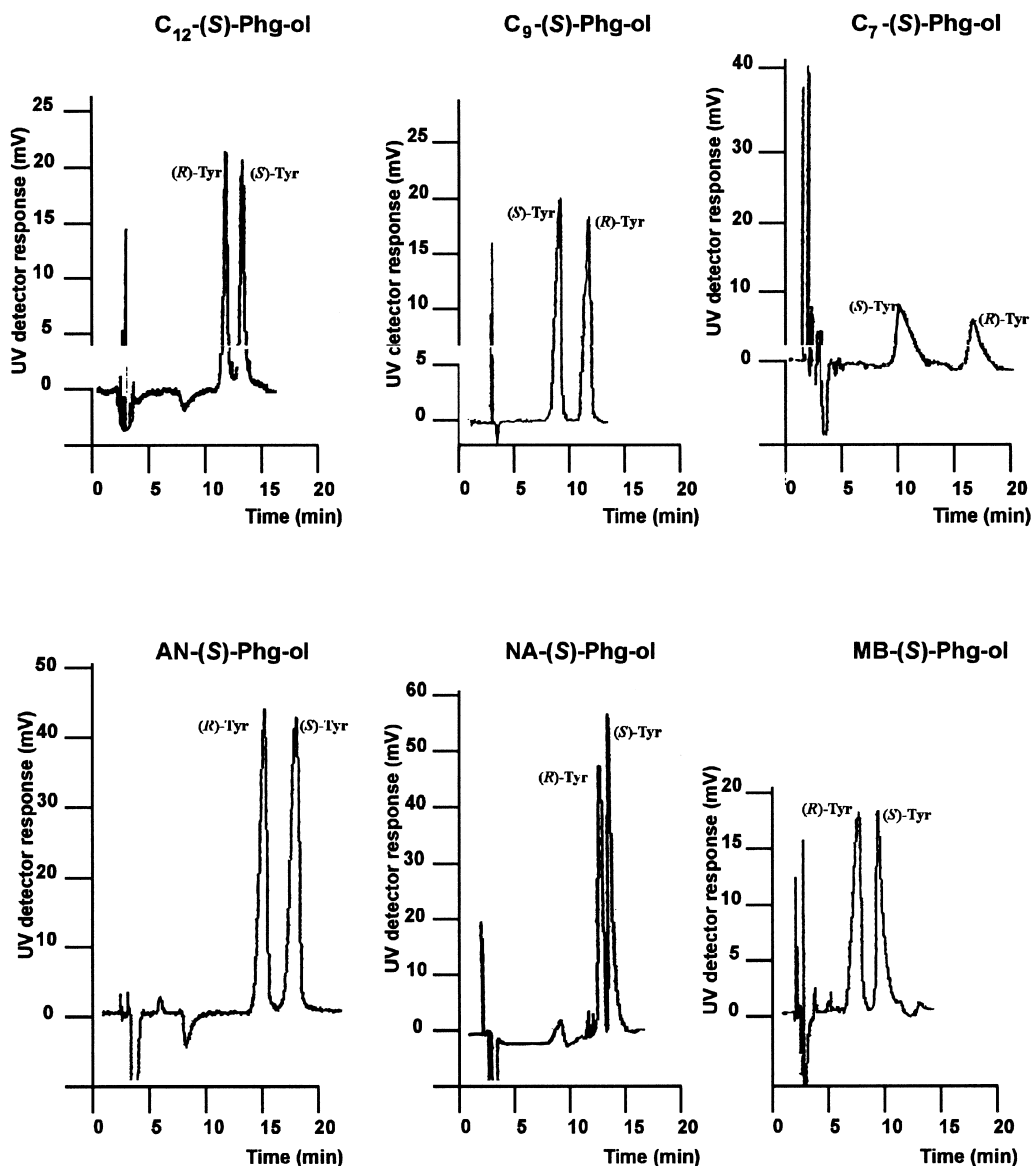 C12-(S)-Phg-ol
UV detector response (mV)
25
20
15
10
5
0
(R)-Tyr
(S)-Tyr
0 5 10 15 20
Time (min)
C9-(S)-Phg-ol
UV detector response (mV)
25
20
15
10
5
0
(S)-Tyr
(R)-Tyr
0 5 10 15 20
Time (min)
C7-(S)-Phg-ol
UV detector response (mV)
40
30
20
10
0
(S)-Tyr
(R)-Tyr
0 5 10 15 20
Time (min)
AN-(S)-Phg-ol
UV detector response (mV)
50
40
30
20
10
0
(R)-Tyr
(S)-Tyr
0 5 10 15 20
Time (min)
NA-(S)-Phg-ol
UV detector response (mV)
60
50
40
30
20
10
0
(S)-Tyr
(R)-Tyr
0 5 10 15 20
Time (min)
MB-(S)-Phg-ol
UV detector response (mV)
20
15
10
5
0
(R)-Tyr
(S)-Tyr
0 5 10 15 20
Time (min)